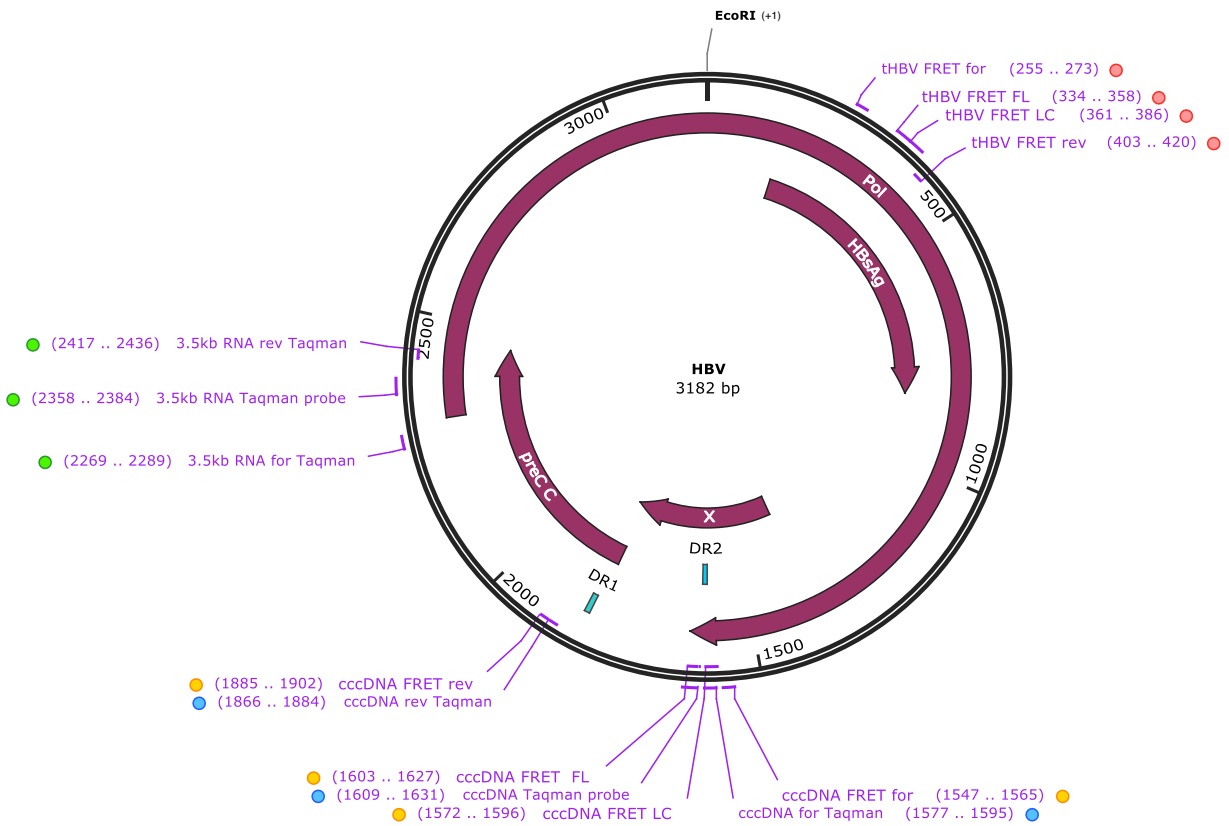 EcoRI (+1)
tHBV FRET for (255 .. 273)
tHBV FRET FL (334 .. 358)
tHBV FRET LC (361 .. 386)
tHBV FRET rev (403 .. 420)
3000
Pol
500
HBsAg
2500
(2417 .. 2436) 3.5kb RNA rev Taqman
HBV
3182 bp
(2358 .. 2384) 3.5kb RNA Taqman probe
(2269 .. 2289) 3.5kb RNA for Taqman
1000
preC C
X
DR2
DR1
2000
1500
(1885 .. 1902) cccDNA FRET rev
(1866 .. 1884) cccDNA rev Taqman
(1603 .. 1627) cccDNA FRET FL
(1609 .. 1631) cccDNA Taqman probe
(1572 .. 1596) cccDNA FRET LC
cccDNA FRET for (1547 .. 1565)
cccDNA for Taqman (1577 .. 1595)